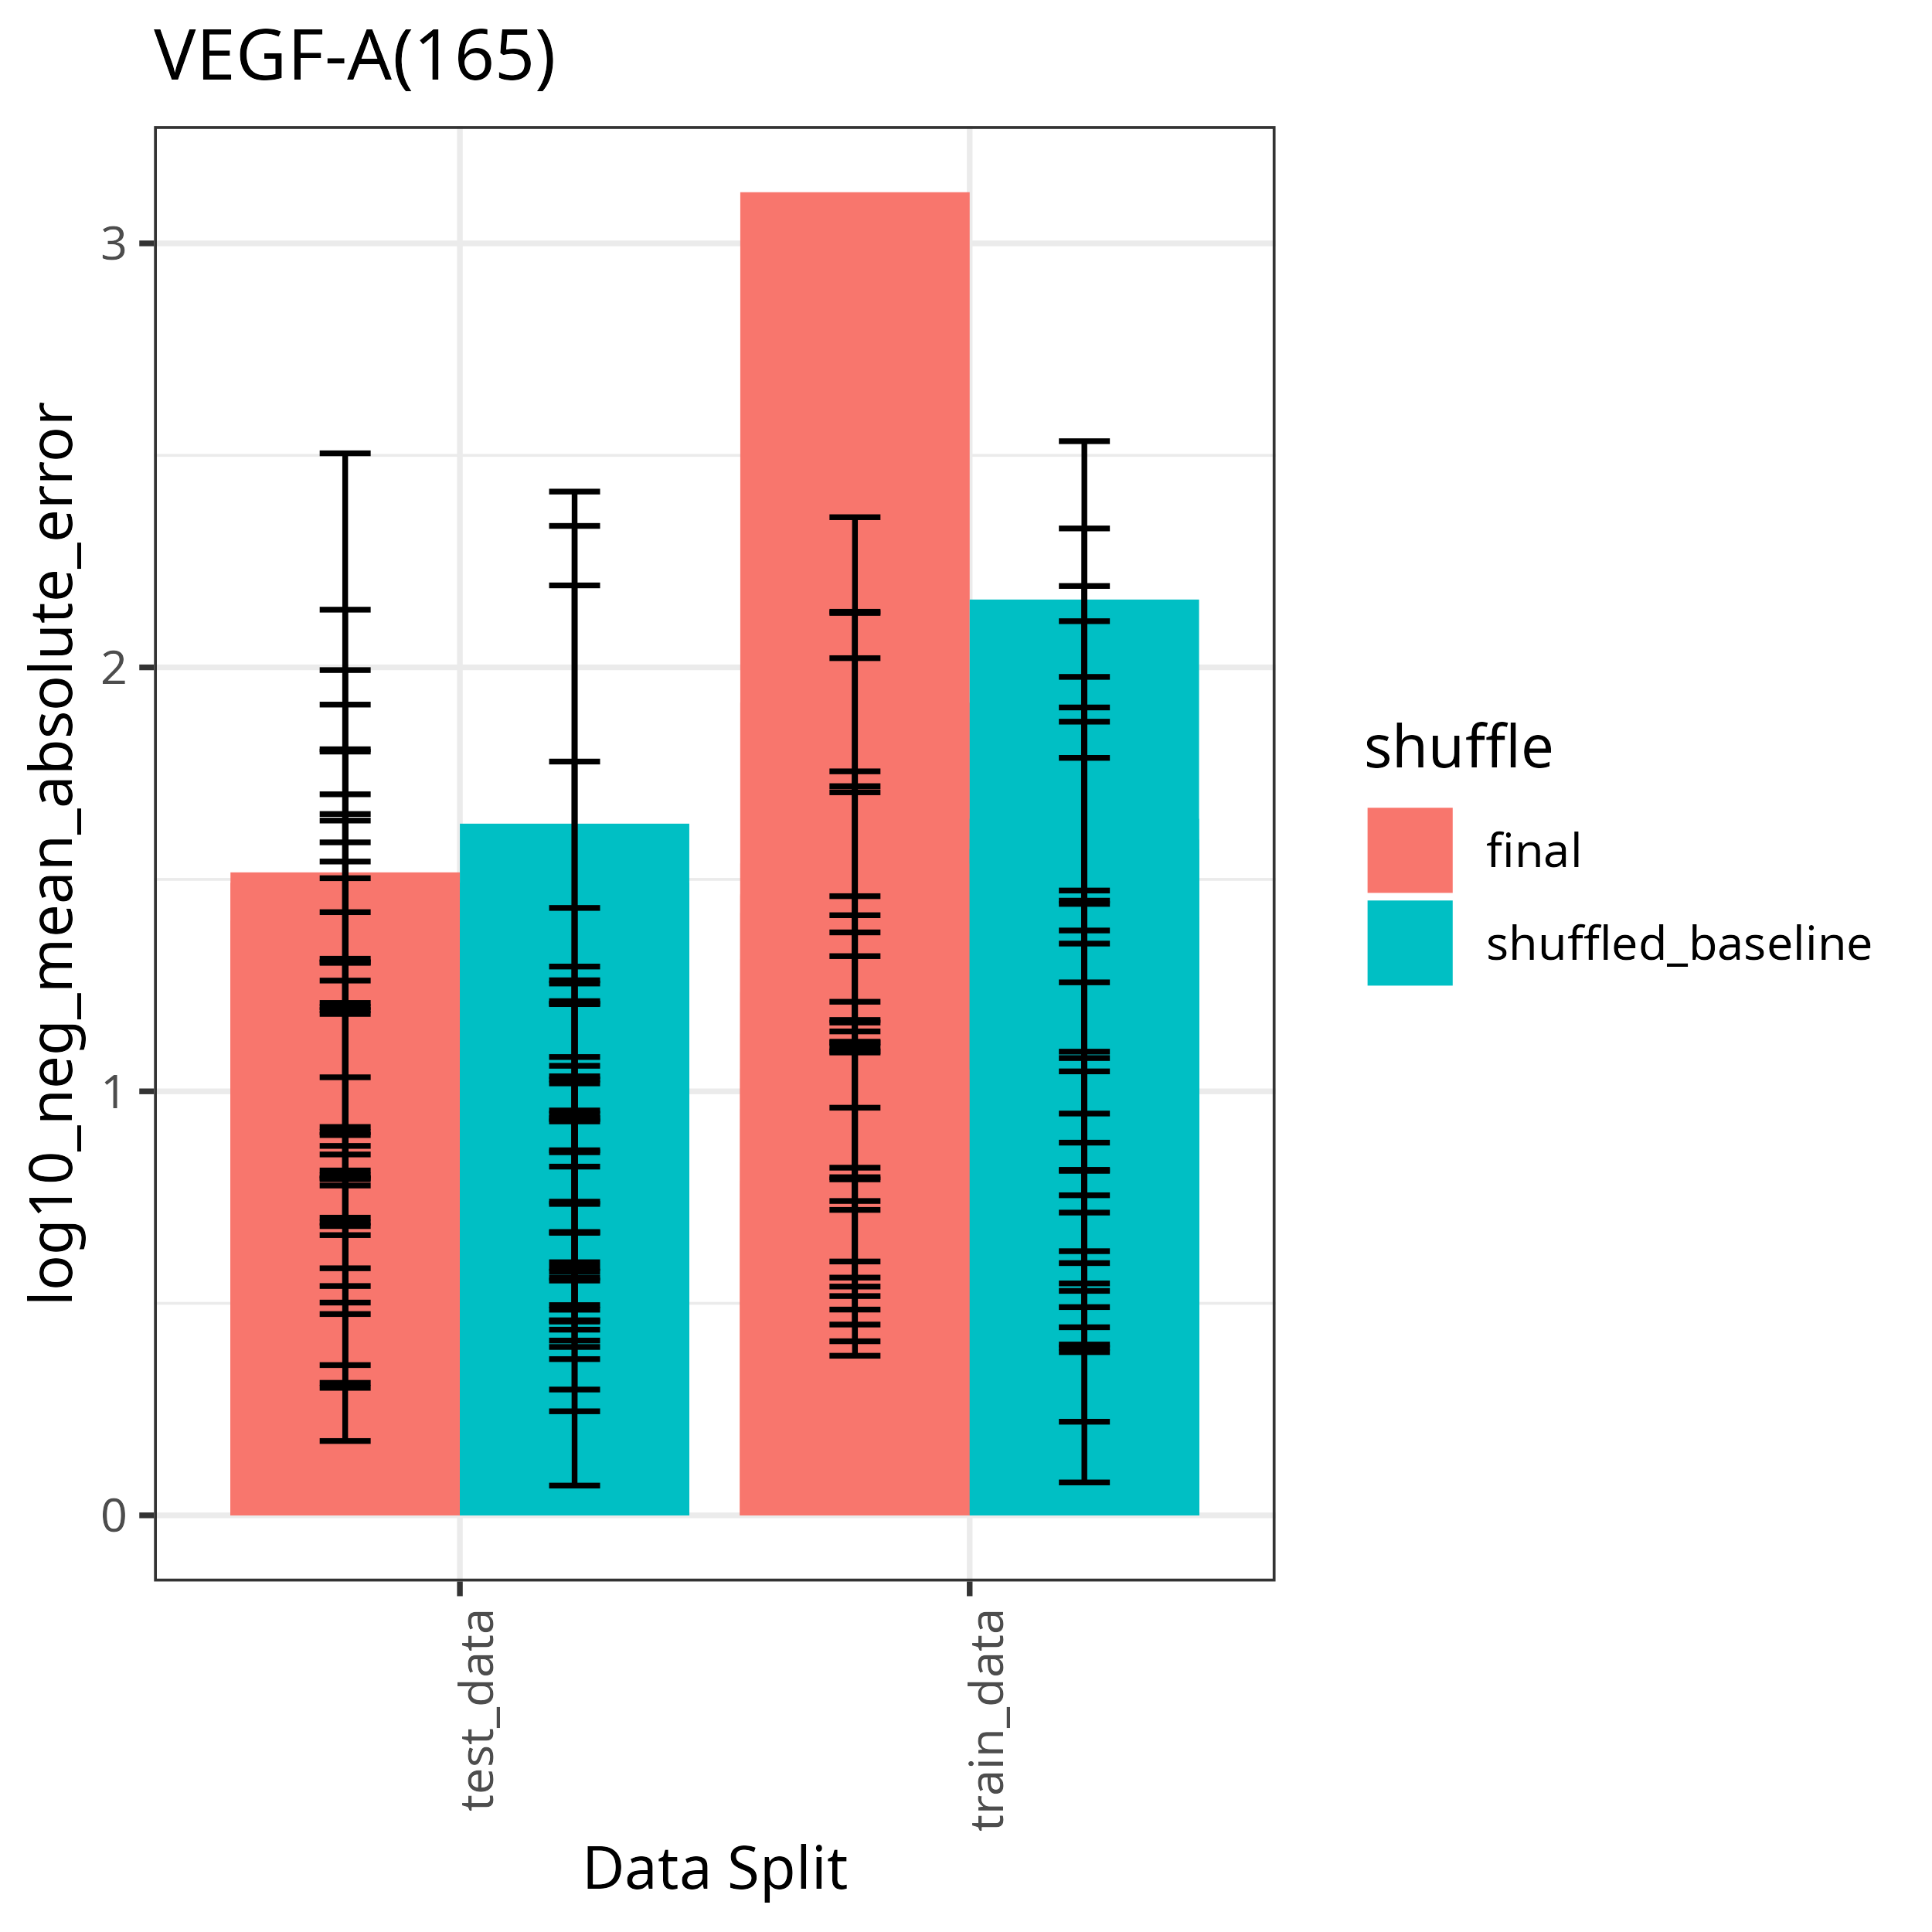 VEGF-A(165)
log10_neg_mean_absolute_error
3
2
1
0
test_data
train_data
Data Split
shuffle
final
shuffled_baseline